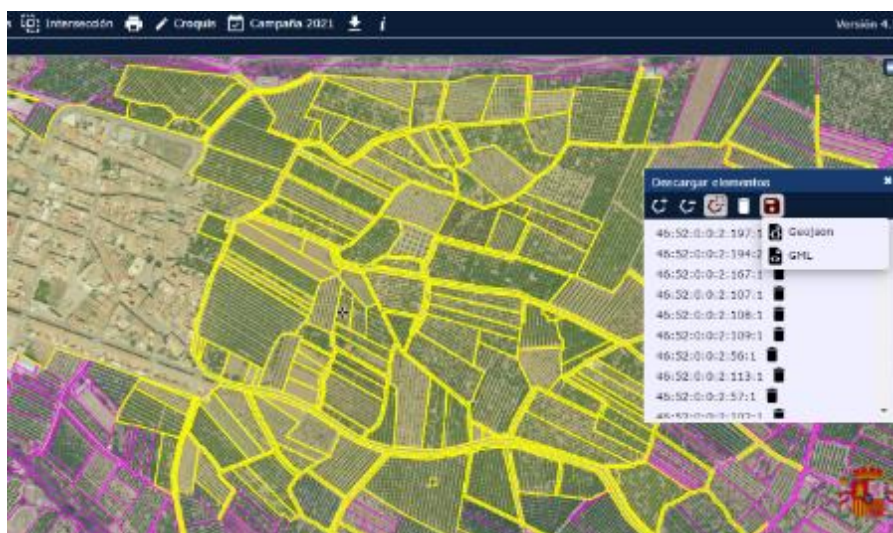 Intersección Croquis Campaña 2021 i Versión 4.
Descargar elementos
46:52:0:0:2:197:1 Geojson
46:52:0:0:2:194:2 GML
46:52:0:0:2:167:1
46:52:0:0:2:107:1
46:52:0:0:2:108:1
46:52:0:0:2:109:1
46:52:0:0:2:56:1
46:52:0:0:2:113:1
46:52:0:0:2:57:1